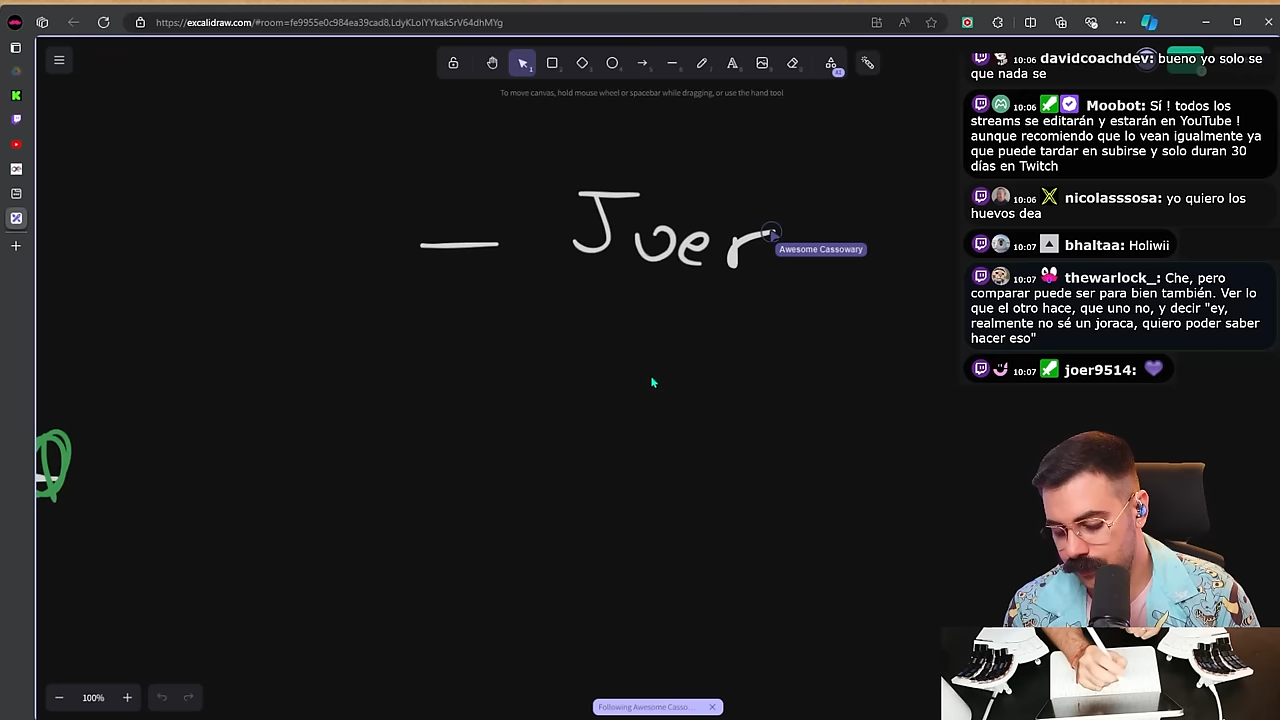 https://excalidraw.com/#room=fe9955e0c984ea39cad8.LdyKLoIYYkak5rV64dhMYg
To move canvas, hold mouse wheel or spacebar while dragging, or use the hand tool
— Joer
Awesome Cassowary
100%
Following Awesome Casso...
10:06 davidcoachdev: bueno yo solo se
que nada se
10:06 Moobot: Sí ! todos los
streams se editarán y estarán en YouTube !
aunque recomiendo que lo vean igualmente ya
que puede tardar en subirse y solo duran 30
días en Twitch
10:06 nicolasssosa: yo quiero los
huevos dea
10:07 bhaltaa: Holiwii
10:07 thewarlock_: Che, pero
comparar puede ser para bien también. Ver lo
que el otro hace, que uno no, y decir "ey,
realmente no sé un joraca, quiero poder saber
hacer eso"
10:07 joer9514: